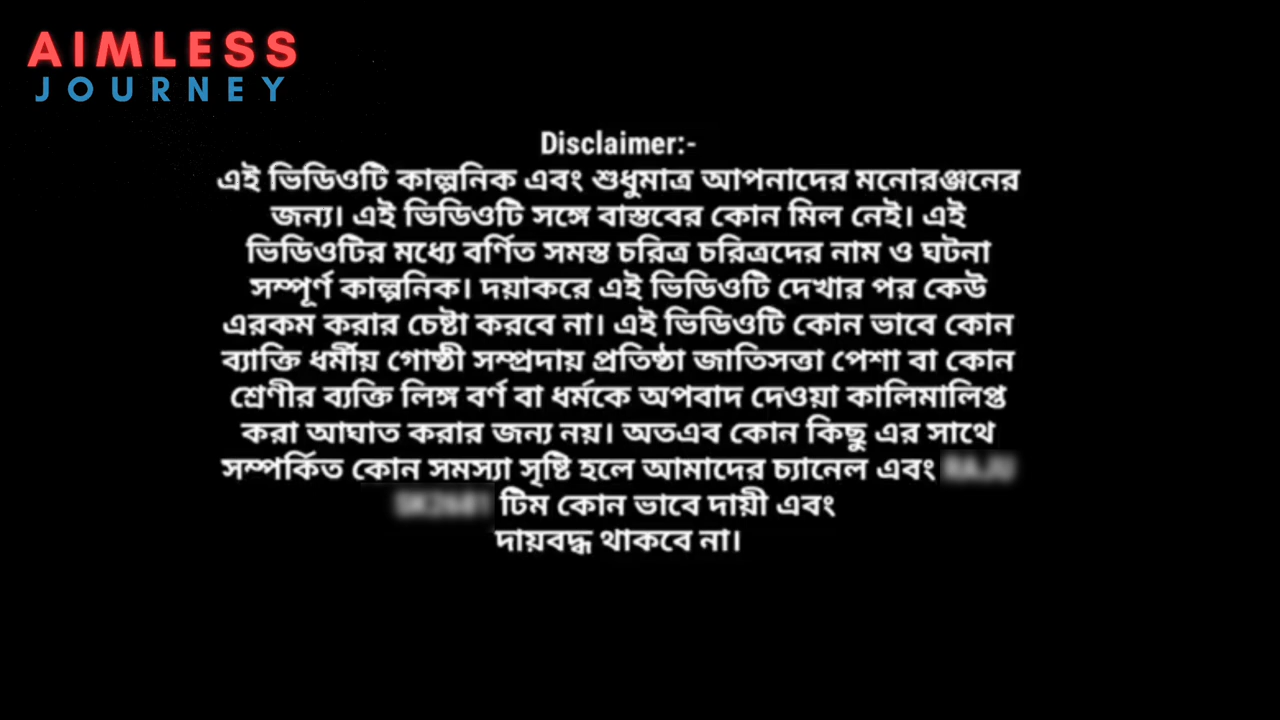 AIMLESS
JOURNEY
Disclaimer:-
এই ভিডিওটি কাল্পনিক এবং শুধুমাত্র আপনাদের মনোরঞ্জনের
জন্য। এই ভিডিওটি সঙ্গে বাস্তবের কোন মিল নেই। এই
ভিডিওটির মধ্যে বর্ণিত সমস্ত চরিত্র চরিত্রদের নাম ও ঘটনা
সম্পূর্ণ কাল্পনিক। দয়াকরে এই ভিডিওটি দেখার পর কেউ
এরকম করার চেষ্টা করবে না। এই ভিডিওটি কোন ভাবে কোন
ব্যাক্তি ধর্মীয় গোষ্ঠী সম্প্রদায় প্রতিষ্ঠা জাতিসত্তা পেশা বা কোন
শ্রেণীর ব্যক্তি লিঙ্গ বর্ণ বা ধর্মকে অপবাদ দেওয়া কালিমালিপ্ত
করা আঘাত করার জন্য নয়। অতএব কোন কিছু এর সাথে
সম্পর্কিত কোন সমস্যা সৃষ্টি হলে আমাদের চ্যানেল এবং
টিম কোন ভাবে দায়ী এবং
দায়বদ্ধ থাকবে না।